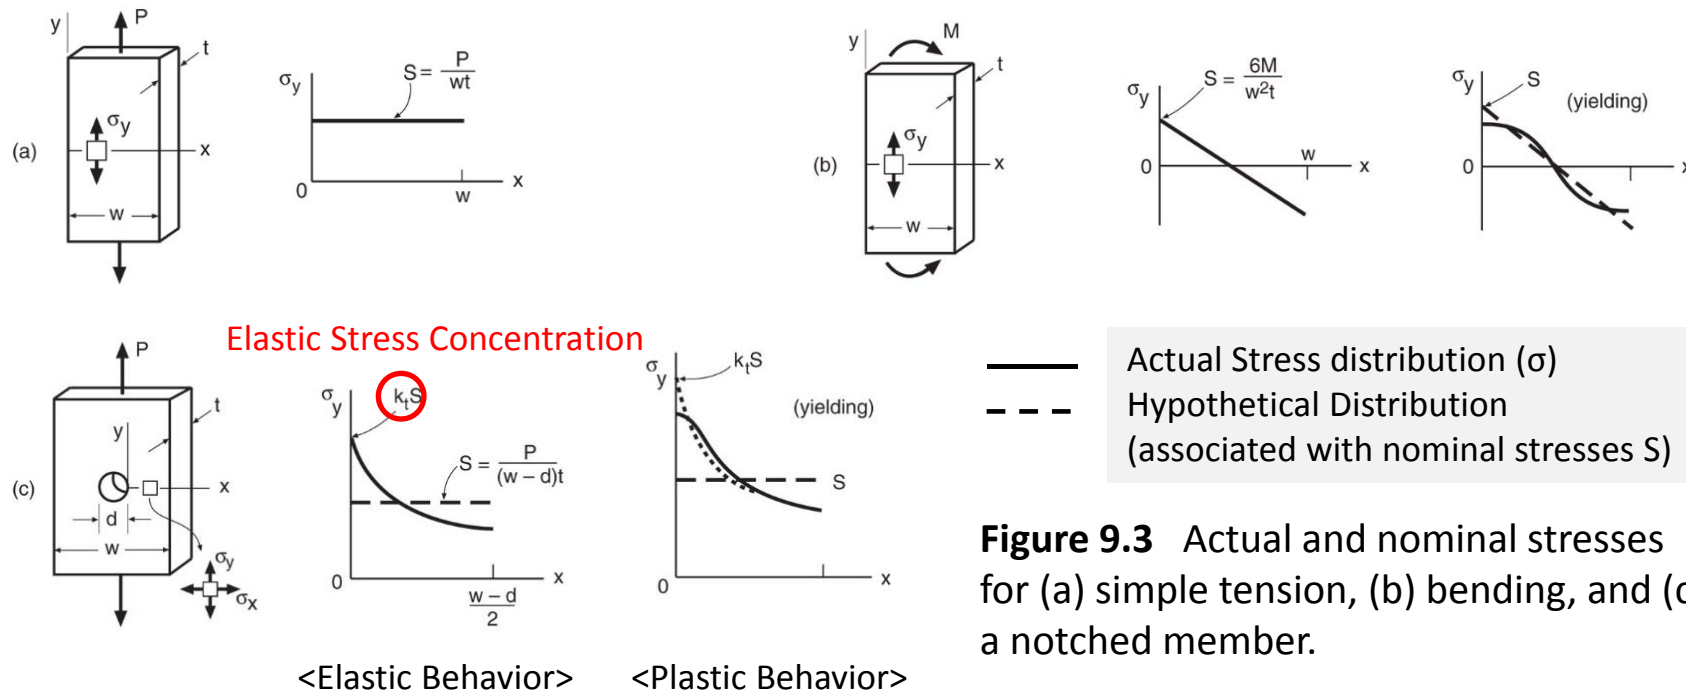 y
P
t
σy
(a)
x
w
σy
S = P/wt
0
w
x
y
M
t
σy
(b)
x
w
σy
S = 6M/w²t
w
0
x
σy
S
(yielding)
0
x
Elastic Stress Concentration
P
t
y
(c)
x
d
w
σy
σx
σy
ktS
S = P/(w – d)t
0
x
w – d
2
<Elastic Behavior>
σy
ktS
(yielding)
S
0
x
<Plastic Behavior>
Actual Stress distribution (σ)
Hypothetical Distribution
(associated with nominal stresses S)
Figure 9.3 Actual and nominal stresses
for (a) simple tension, (b) bending, and (c
a notched member.